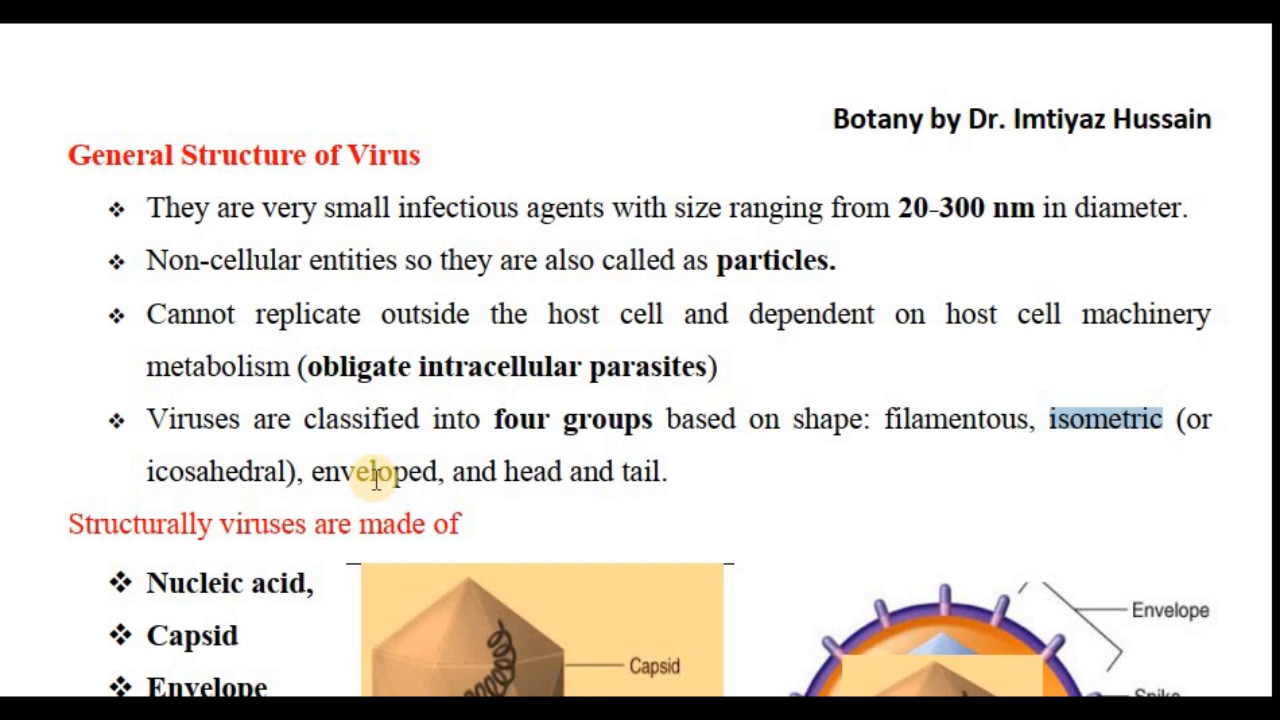 Botany by Dr. Imtiyaz Hussain
General Structure of Virus
❖ They are very small infectious agents with size ranging from 20-300 nm in diameter.
❖ Non-cellular entities so they are also called as particles.
❖ Cannot replicate outside the host cell and dependent on host cell machinery
metabolism (obligate intracellular parasites)
❖ Viruses are classified into four groups based on shape: filamentous, isometric (or
icosahedral), enveloped, and head and tail.
Structurally viruses are made of
❖ Nucleic acid,
❖ Capsid
❖ Envelope
Capsid
Envelope
Spike